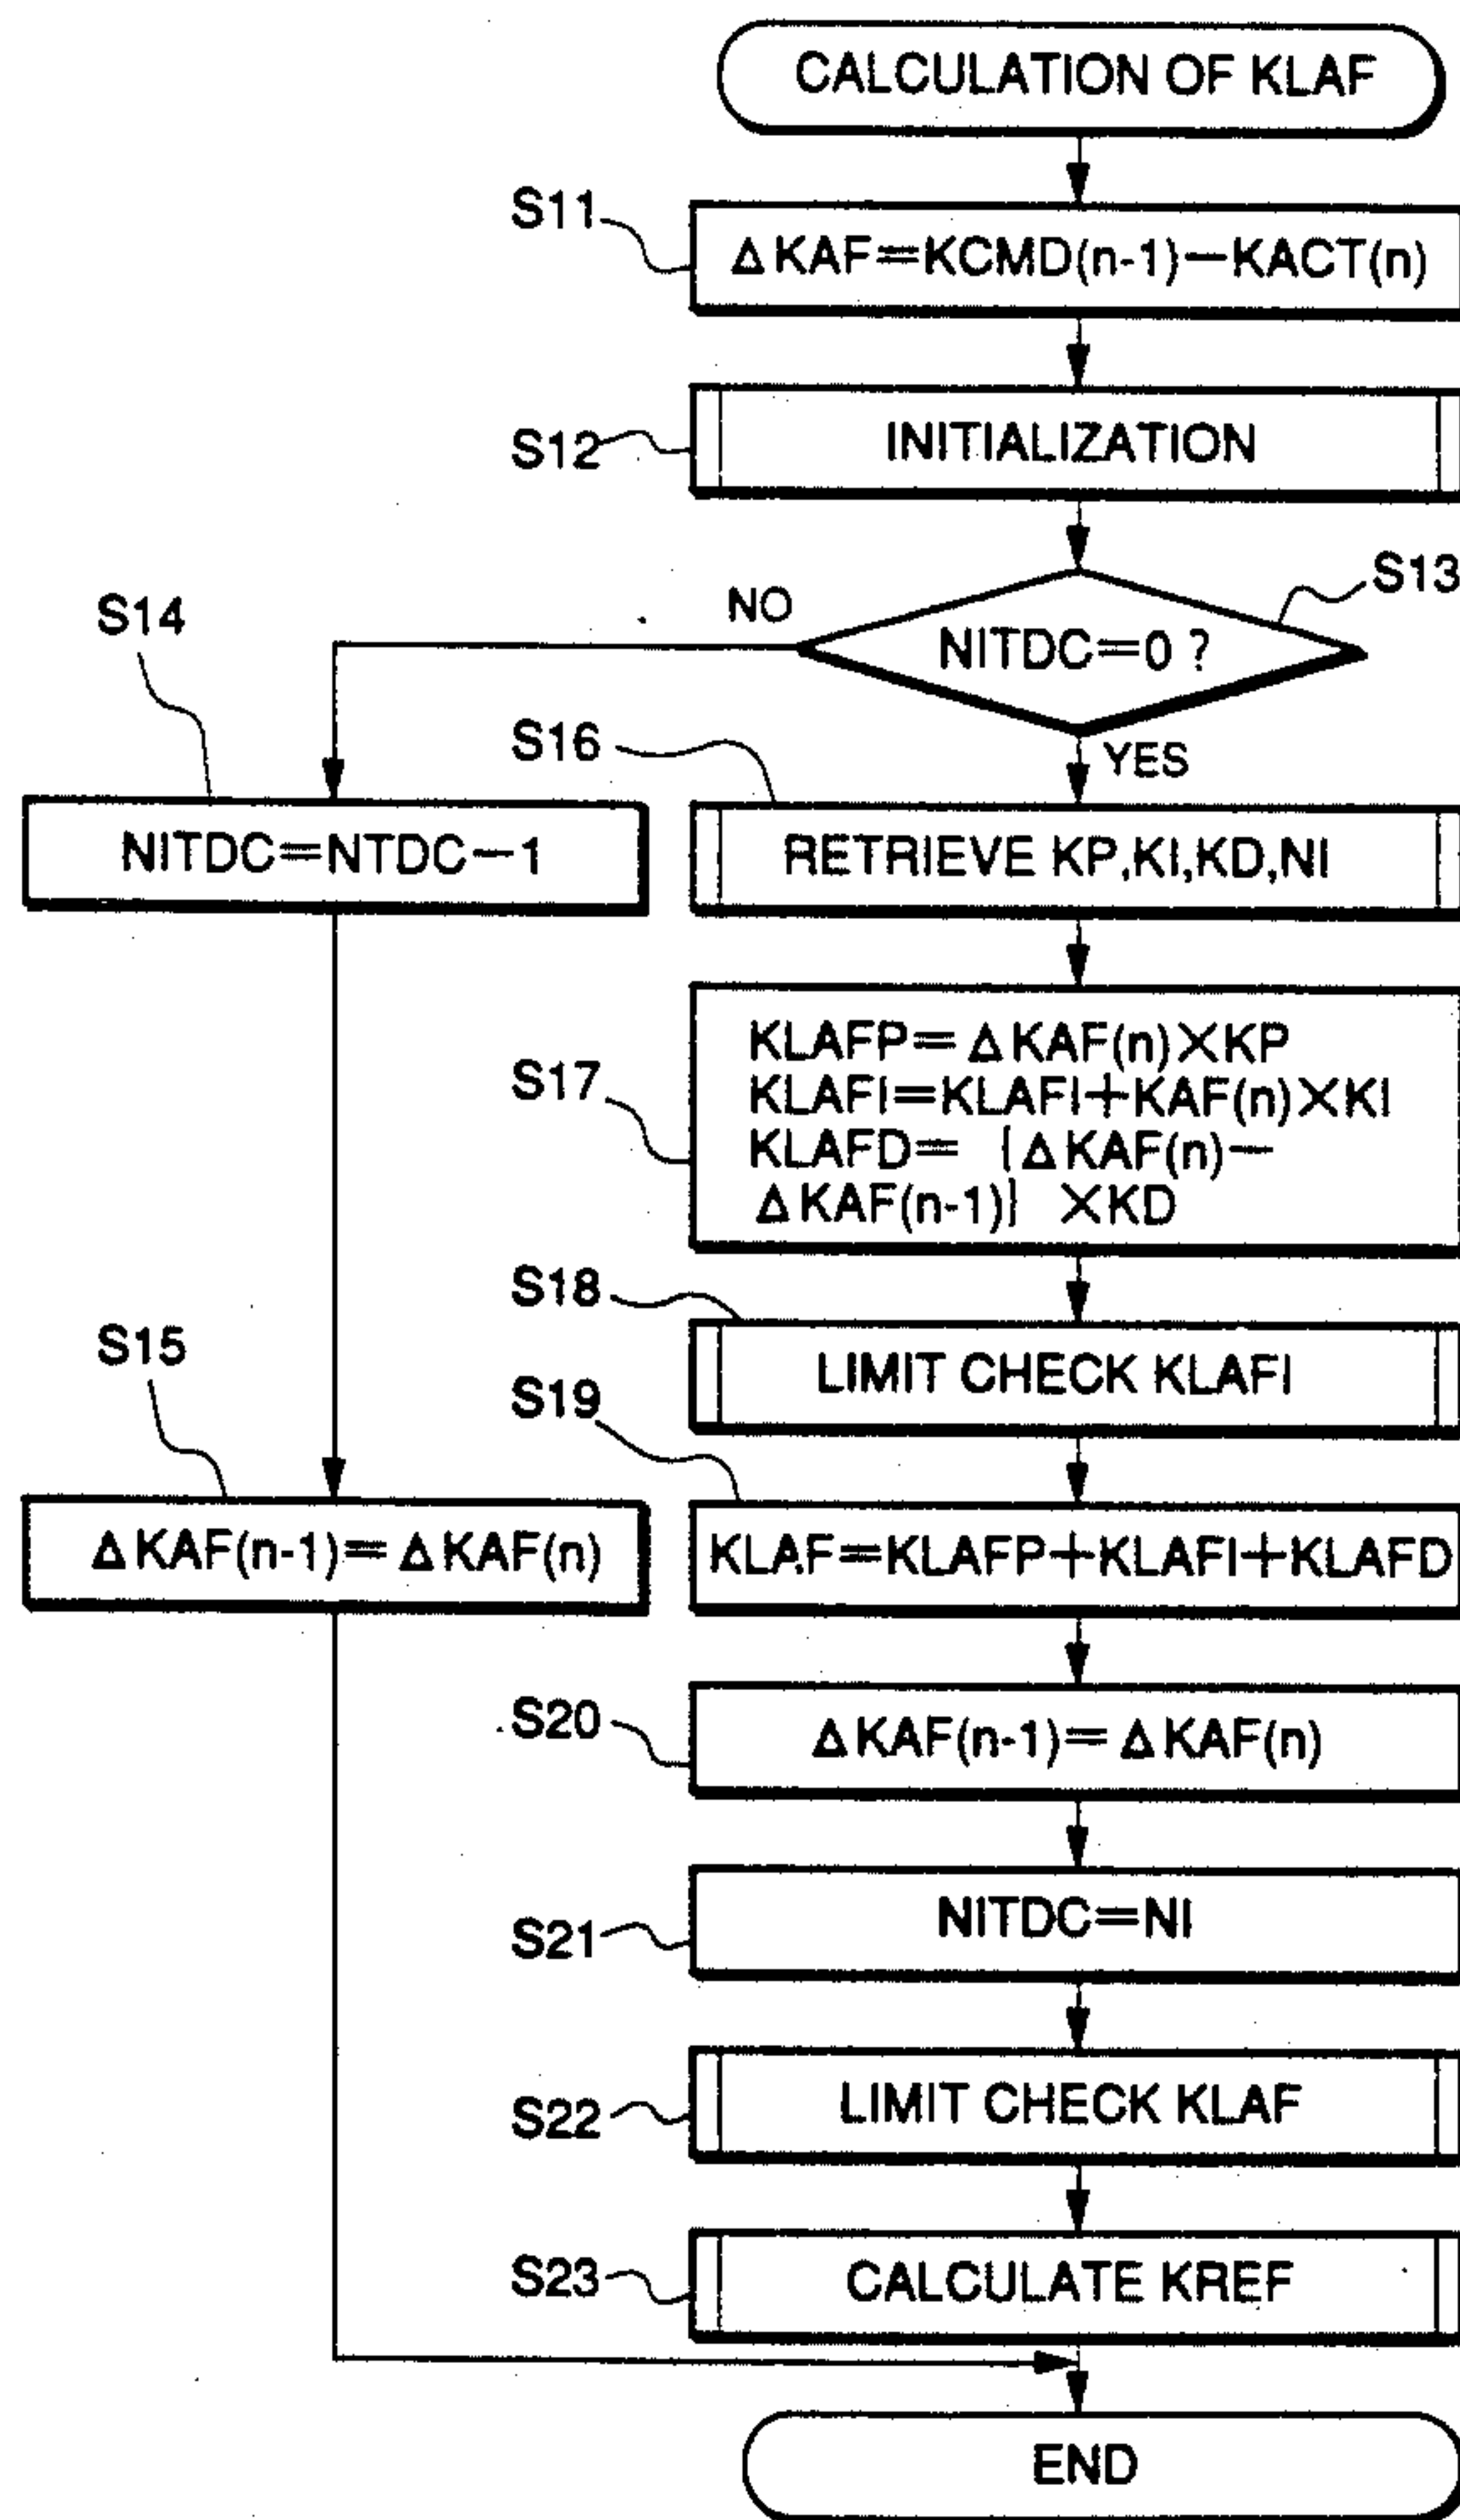 CALCULATION OF KLAF
S11
ΔKAF=KCMD(n-1)−KACT(n)
S12
INITIALIZATION
S13
NITDC=0 ?
NO
YES
S14
NITDC=NTDC−1
S15
ΔKAF(n-1)=ΔKAF(n)
S16
RETRIEVE KP,KI,KD,NI
S17
KLAFP=ΔKAF(n)×KP
KLAFI=KLAFI+KAF(n)×KI
KLAFD= {ΔKAF(n)−
ΔKAF(n-1)} ×KD
S18
LIMIT CHECK KLAFI
S19
KLAF=KLAFP+KLAFI+KLAFD
S20
ΔKAF(n-1)=ΔKAF(n)
S21
NITDC=NI
S22
LIMIT CHECK KLAF
S23
CALCULATE KREF
END